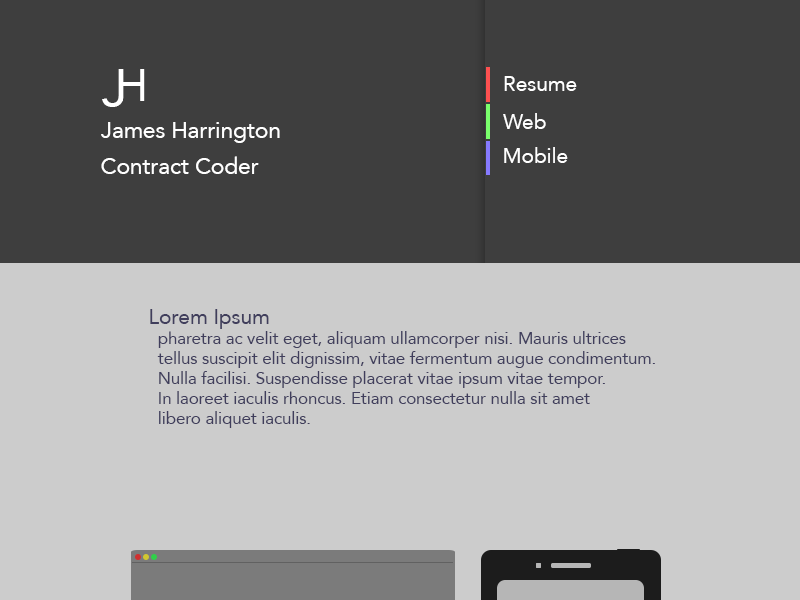 JH
James Harrington
Contract Coder
Resume
Web
Mobile
Lorem Ipsum
pharetra ac velit eget, aliquam ullamcorper nisi. Mauris ultrices
tellus suscipit elit dignissim, vitae fermentum augue condimentum.
Nulla facilisi. Suspendisse placerat vitae ipsum vitae tempor.
In laoreet iaculis rhoncus. Etiam consectetur nulla sit amet
libero aliquet iaculis.